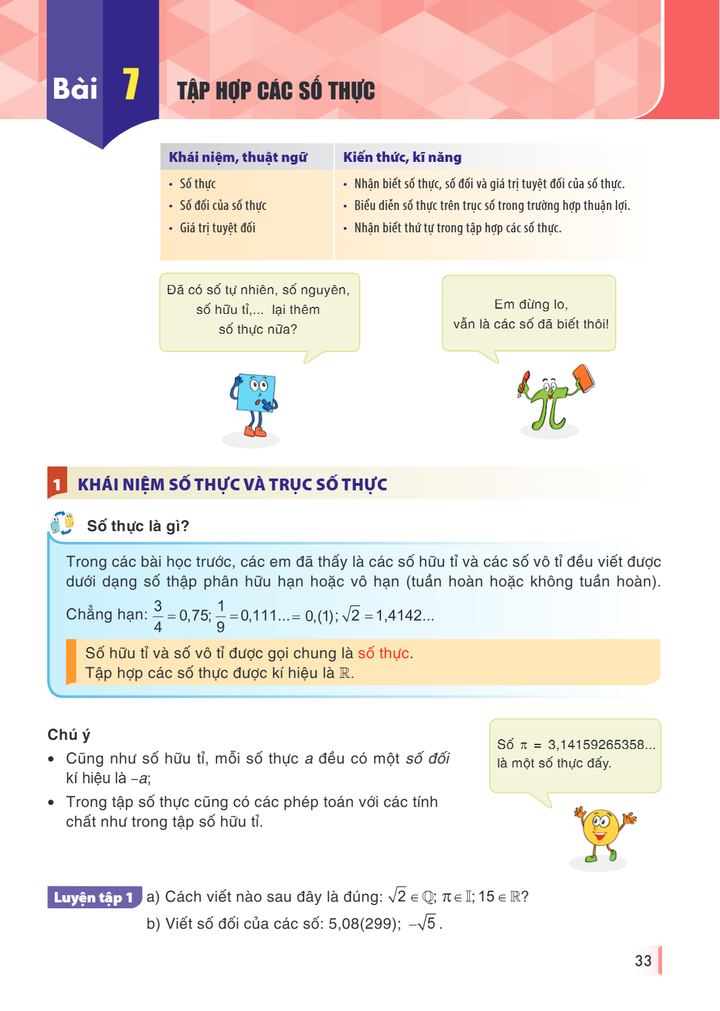 Bài 7 TẬP HỢP CÁC SỐ THỰC
Khái niệm, thuật ngữ
• Số thực
• Số đối của số thực
• Giá trị tuyệt đối
Kiến thức, kĩ năng
• Nhận biết số thực, số đối và giá trị tuyệt đối của số thực.
• Biểu diễn số thực trên trục số trong trường hợp thuận lợi.
• Nhận biết thứ tự trong tập hợp các số thực.
Đã có số tự nhiên, số nguyên,
số hữu tỉ,... lại thêm
số thực nữa?
Em đừng lo,
vẫn là các số đã biết thôi!
1 KHÁI NIỆM SỐ THỰC VÀ TRỤC SỐ THỰC
Số thực là gì?
Trong các bài học trước, các em đã thấy là các số hữu tỉ và các số vô tỉ đều viết được
dưới dạng số thập phân hữu hạn hoặc vô hạn (tuần hoàn hoặc không tuần hoàn).
Chẳng hạn: 3/4 = 0,75; 1/9 = 0,111... = 0,(1); √2 = 1,4142...
Số hữu tỉ và số vô tỉ được gọi chung là số thực.
Tập hợp các số thực được kí hiệu là ℝ.
Chú ý
• Cũng như số hữu tỉ, mỗi số thực a đều có một số đối
kí hiệu là –a;
• Trong tập số thực cũng có các phép toán với các tính
chất như trong tập số hữu tỉ.
Số π = 3,14159265358...
là một số thực đấy.
Luyện tập 1 a) Cách viết nào sau đây là đúng: √2 ∈ ℚ; π ∈ 𝕀; 15 ∈ ℝ?
b) Viết số đối của các số: 5,08(299); –√5.
33